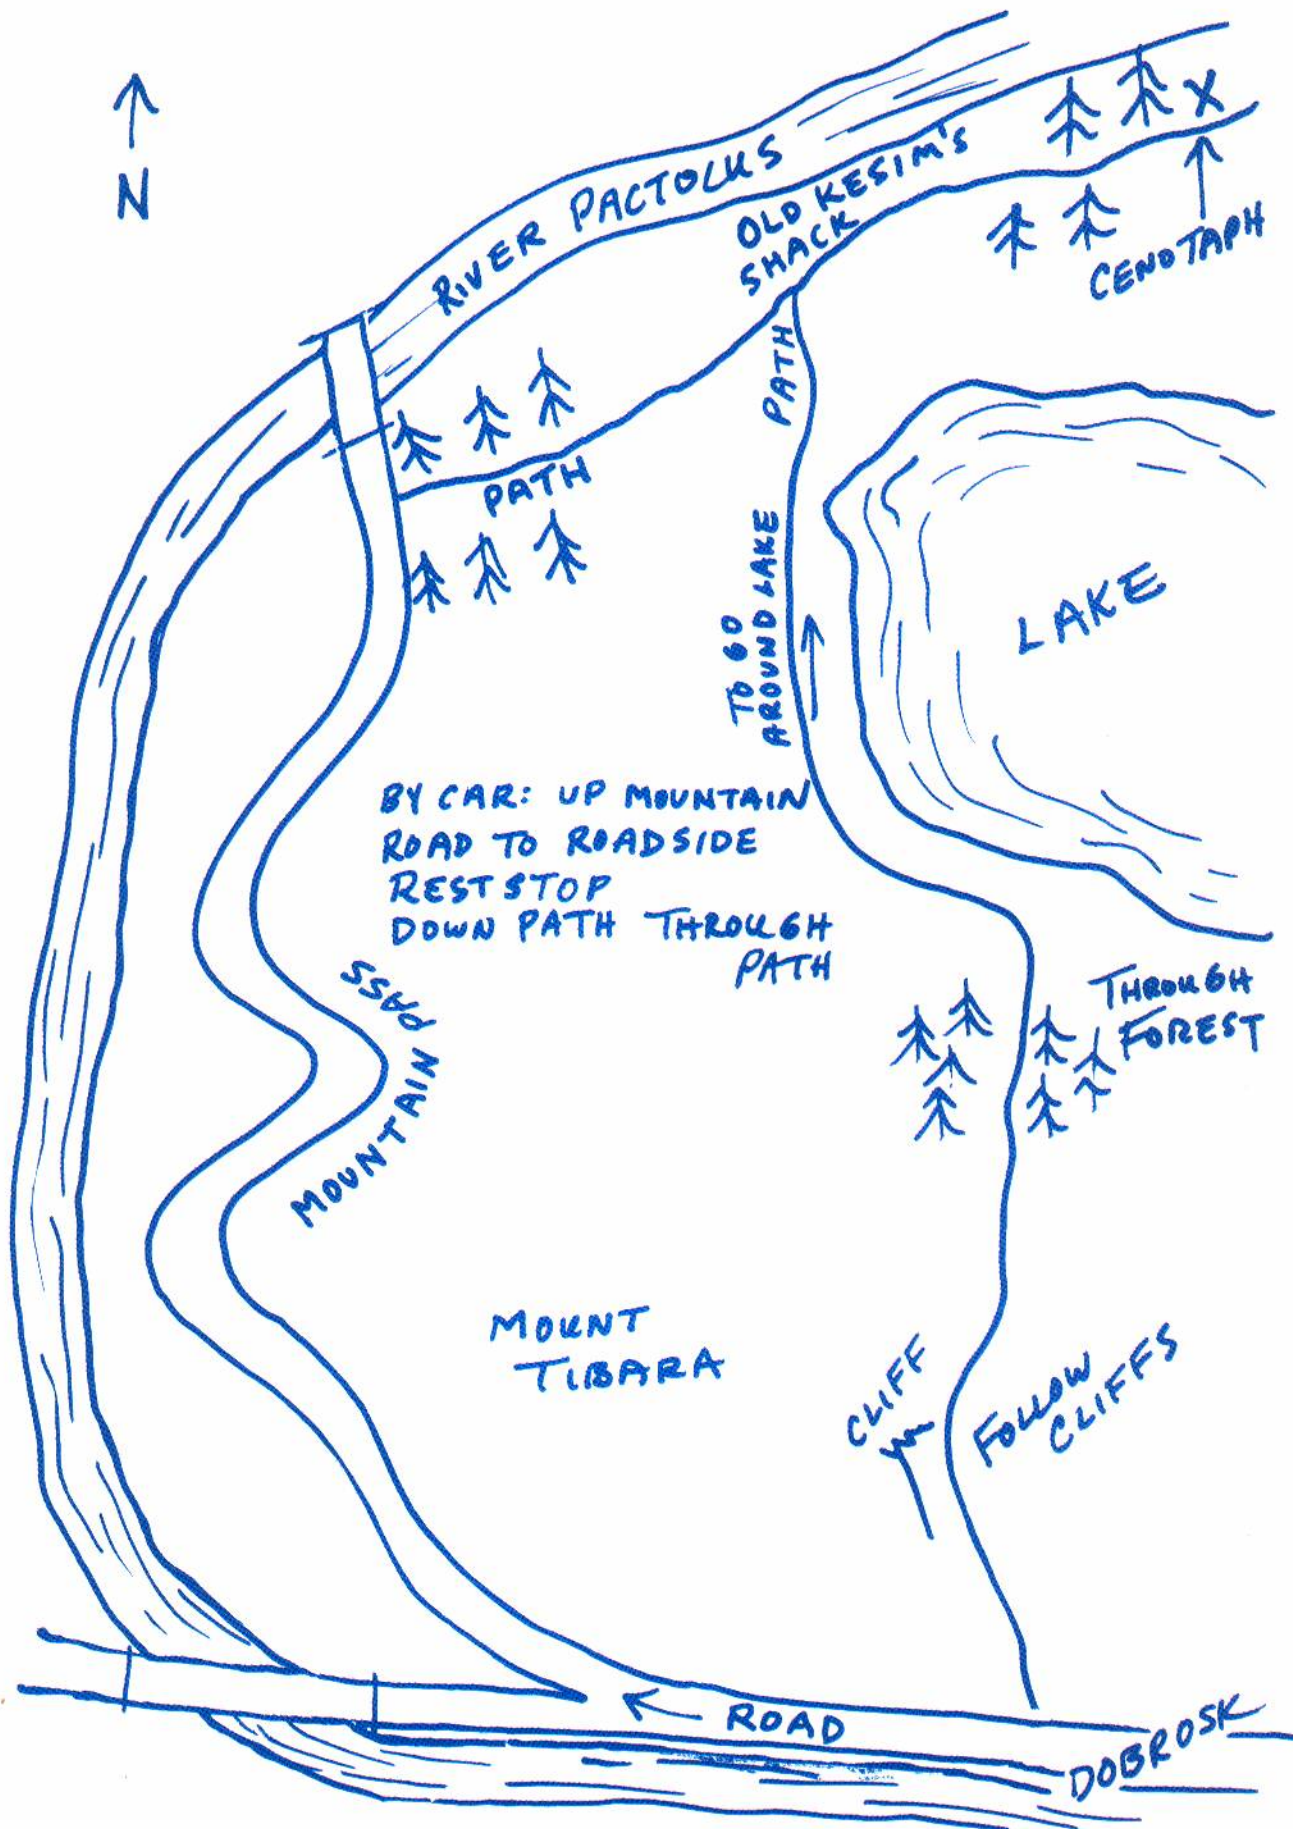 N
RIVER PACTOLUS
OLD KESIM'S
SHACK
X
CENOTAPH
PATH
PATH
TO GO
AROUND LAKE
LAKE
BY CAR: UP MOUNTAIN
ROAD TO ROADSIDE
REST STOP
DOWN PATH THROUGH
PATH
MOUNTAIN PASS
THROUGH
FOREST
MOUNT
TIBARA
CLIFF
FOLLOW
CLIFFS
ROAD
DOBROSK